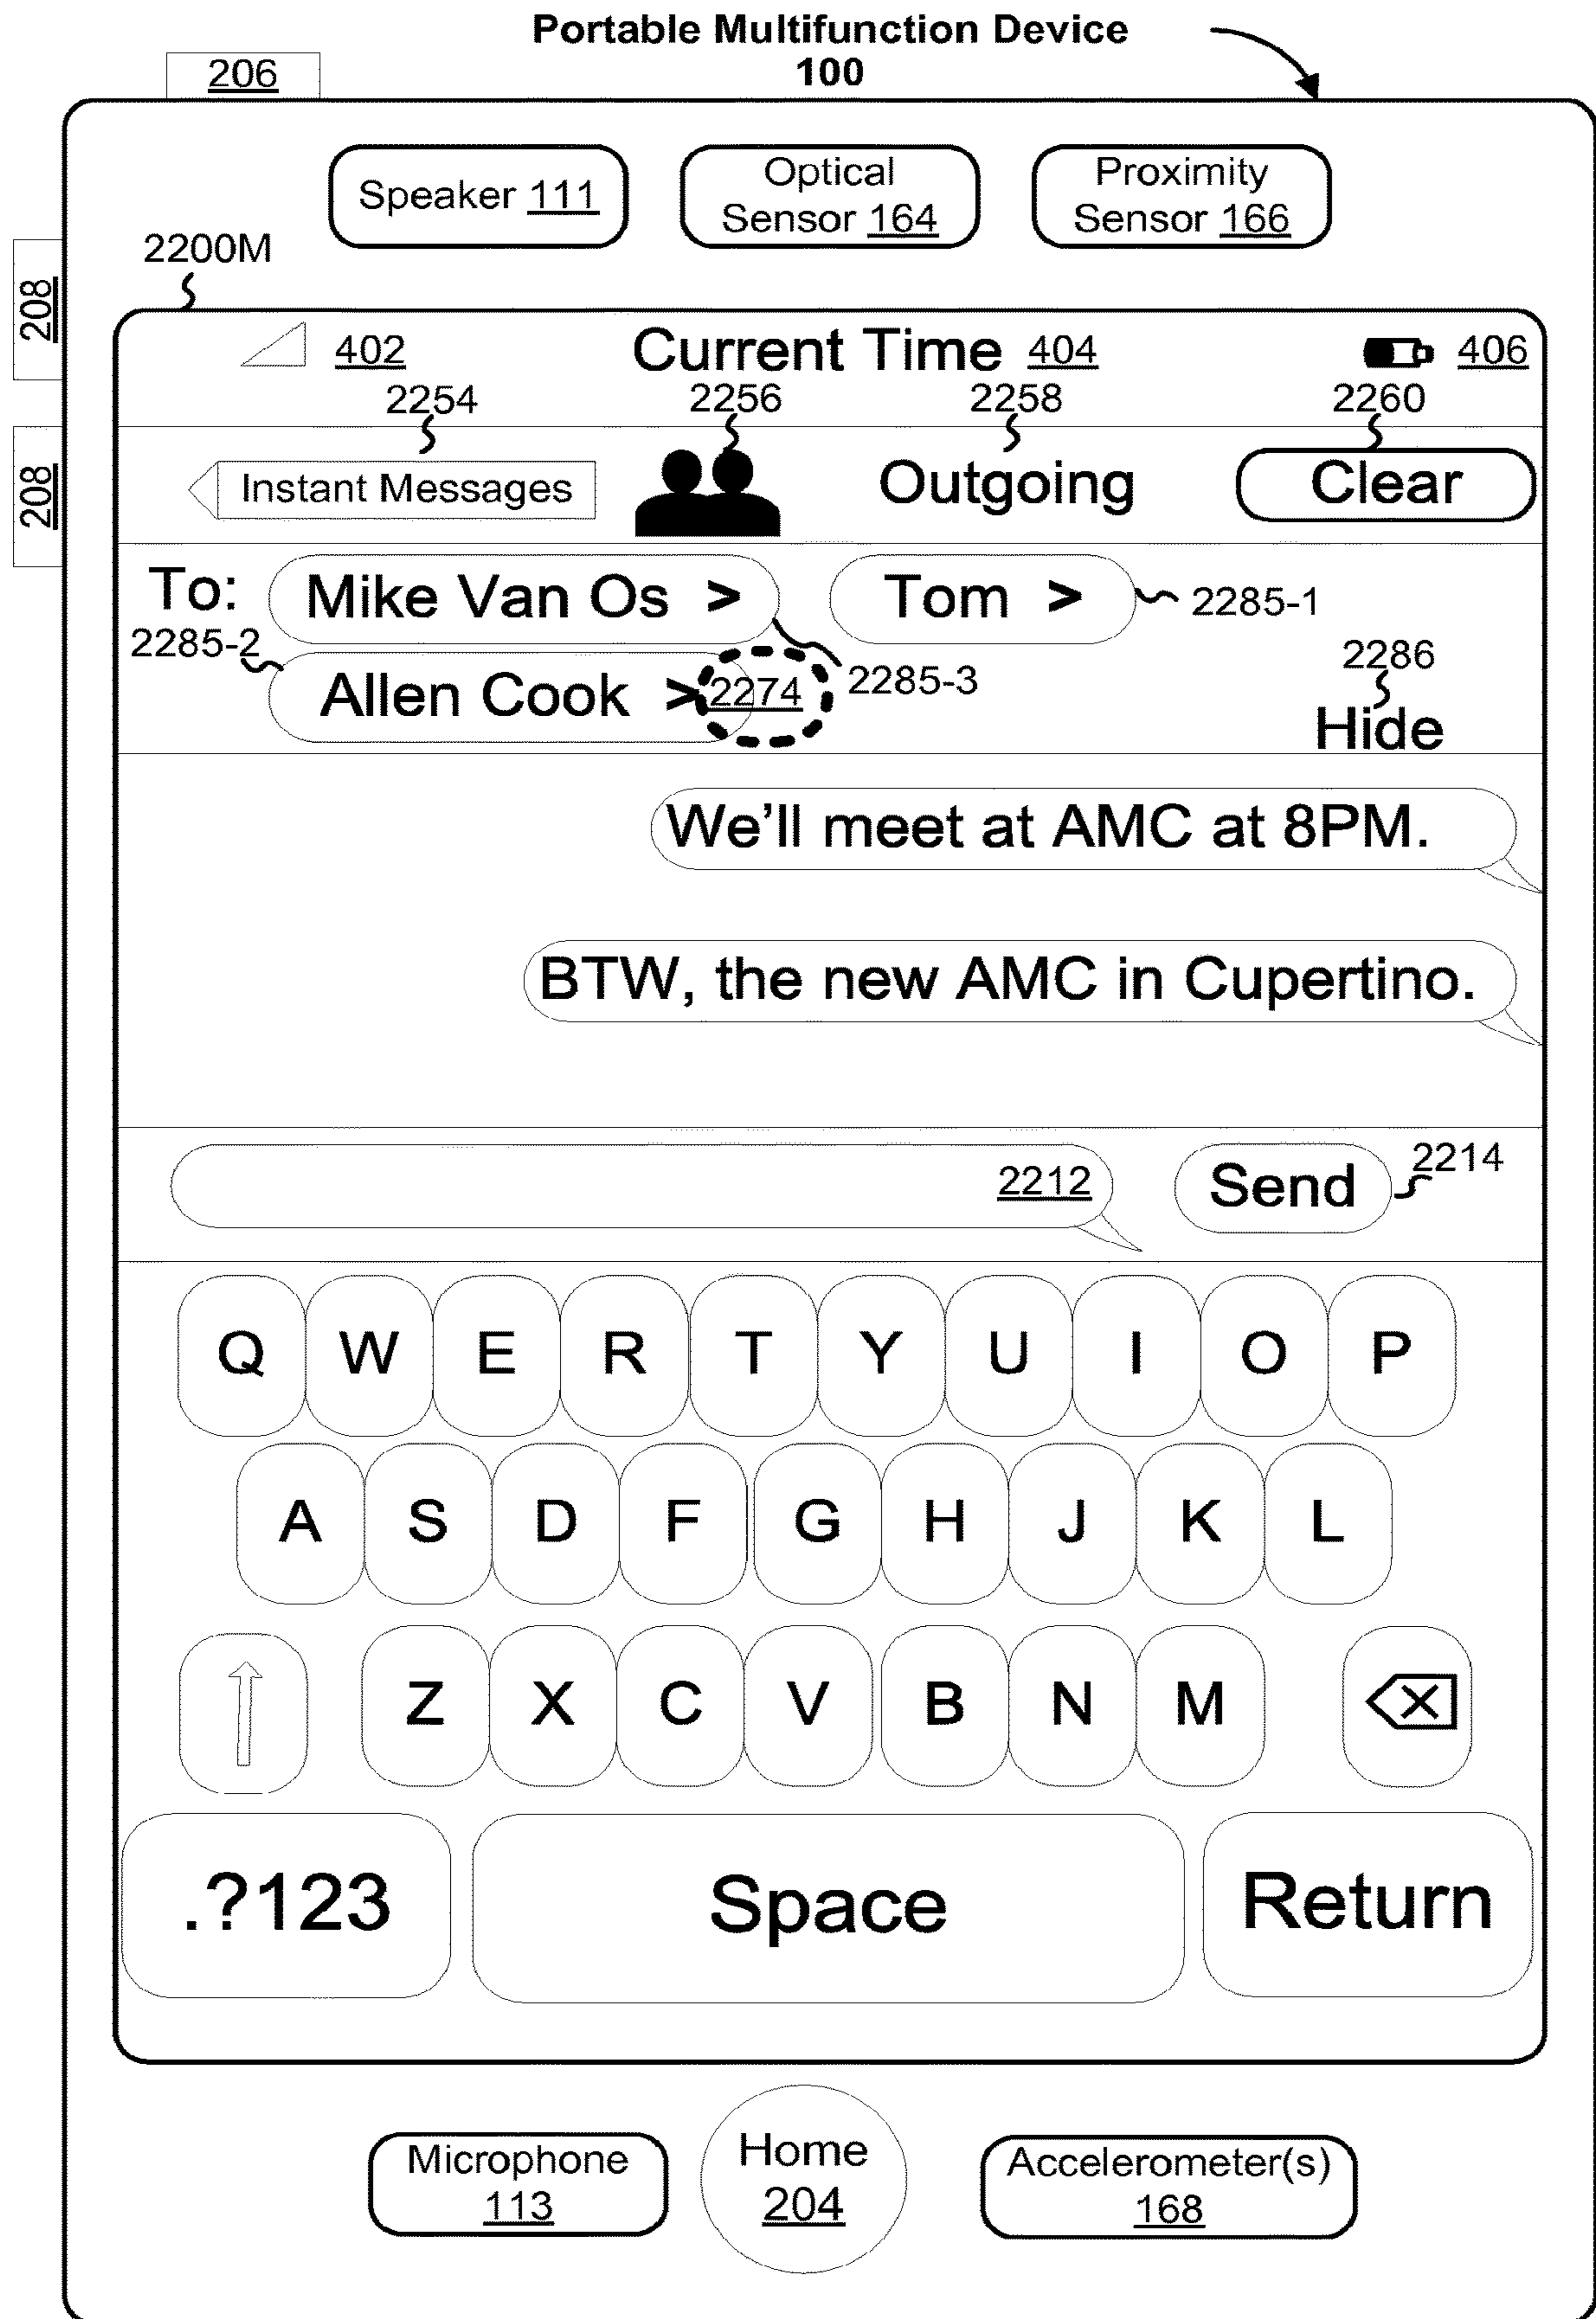 Portable Multifunction Device
100
206
Speaker 111
Optical
Sensor 164
Proximity
Sensor 166
2200M
208
208
402
Current Time 404
406
2254
2256
2258
2260
Instant Messages
Outgoing
Clear
To:
Mike Van Os >
Tom >
2285-1
2285-2
Allen Cook >
2274
2285-3
2286
Hide
We'll meet at AMC at 8PM.
BTW, the new AMC in Cupertino.
2212
Send
2214
Q W E R T Y U I O P
A S D F G H J K L
Z X C V B N M
.?123
Space
Return
Microphone
113
Home
204
Accelerometer(s)
168